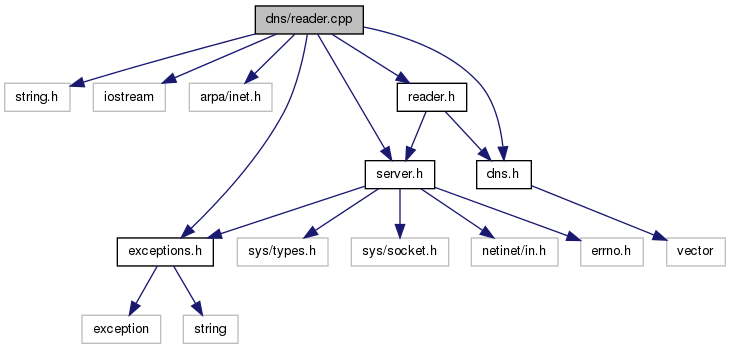 dns/reader.cpp
string.h
iostream
arpa/inet.h
reader.h
server.h
dns.h
exceptions.h
sys/types.h
sys/socket.h
netinet/in.h
errno.h
vector
exception
string